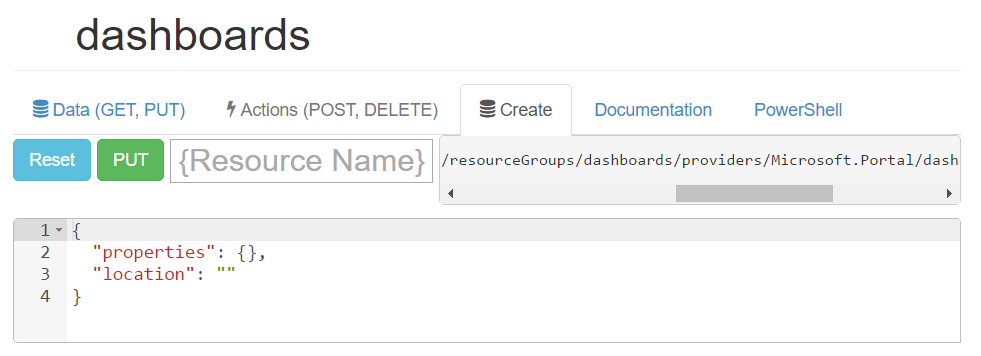 dashboards
Data (GET, PUT) Actions (POST, DELETE) Create Documentation PowerShell
Reset PUT {Resource Name} /resourceGroups/dashboards/providers/Microsoft.Portal/dash
1 {
2 "properties": {},
3 "location": ""
4 }